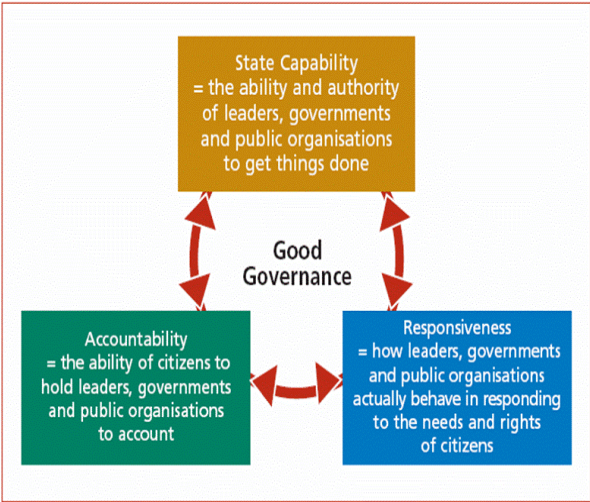 State Capability
= the ability and authority
of leaders, governments
and public organisations
to get things done
Good
Governance
Accountability
= the ability of citizens to
hold leaders, governments
and public organisations
to account
Responsiveness
= how leaders, governments
and public organisations
actually behave in responding
to the needs and rights
of citizens